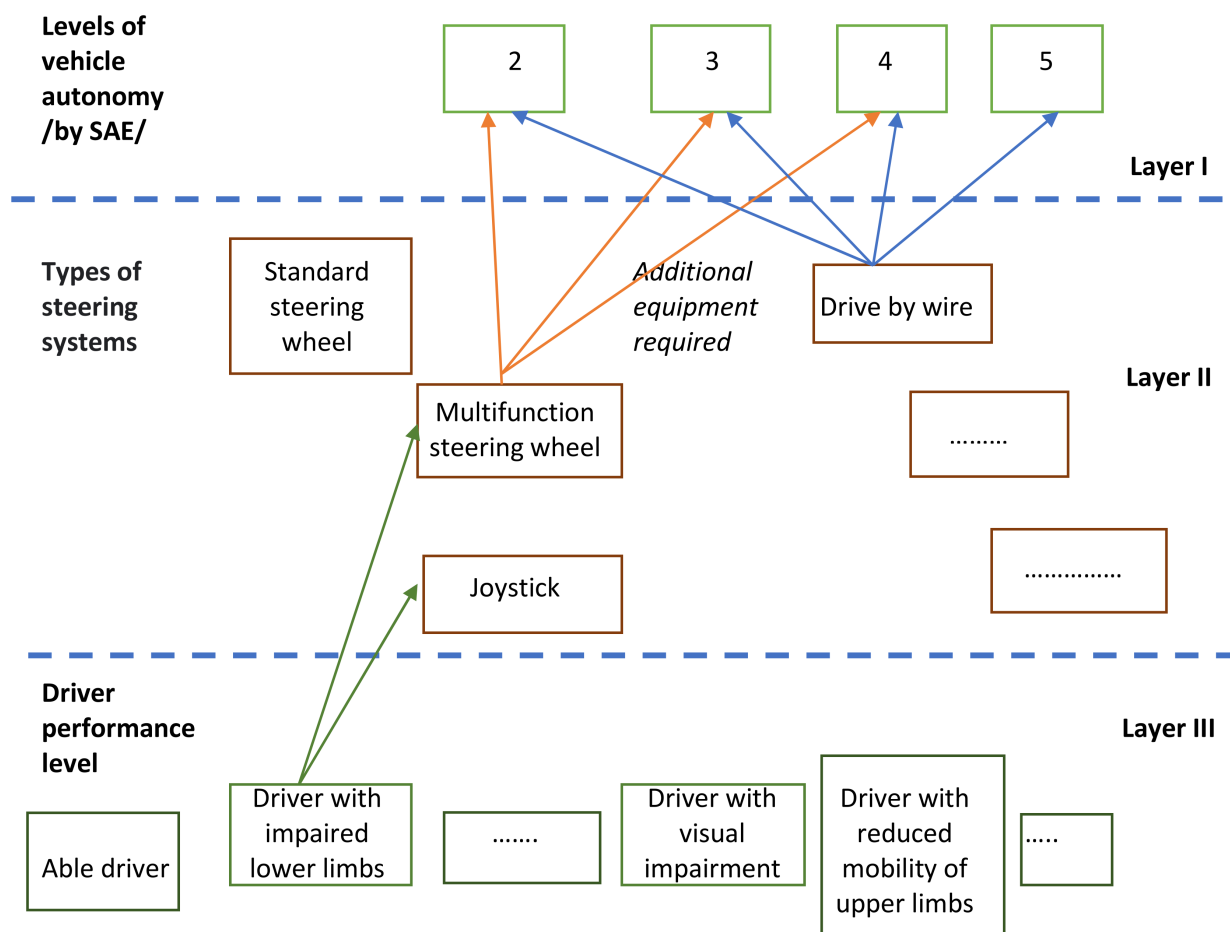 Levels of
vehicle
autonomy
/by SAE/
2
3
4
5
Layer I
Types of
steering
systems
Standard
steering
wheel
Additional
equipment
required
Drive by wire
Layer II
Multifunction
steering wheel
………
Joystick
……………
Driver
performance
level
Layer III
Able driver
Driver with
impaired
lower limbs
…….
Driver with
visual
impairment
Driver with
reduced
mobility of
upper limbs
…..